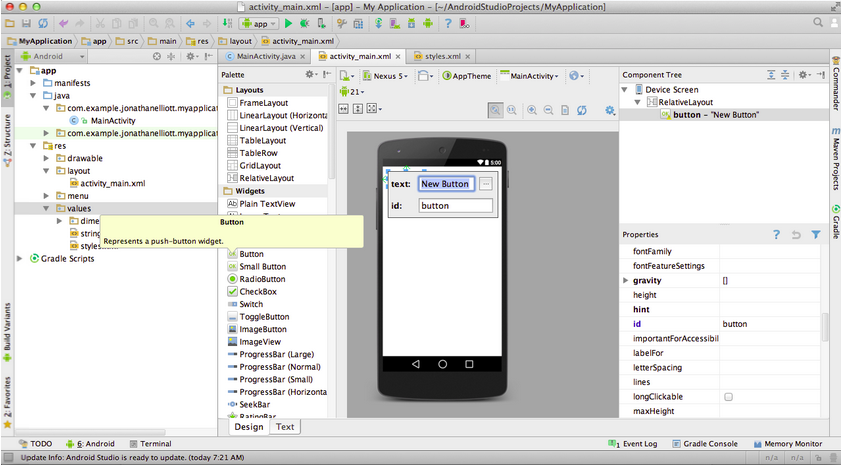 activity_main.xml - [app] - My Application - [~/AndroidStudioProjects/MyApplication]
app
MyApplication app src main res layout activity_main.xml
Android
MainActivity.java activity_main.xml styles.xml
1: Project
Z: Structure
Build Variants
2: Favorites
app
manifests
java
com.example.jonathanelliott.myapplicat
MainActivity
com.example.jonathanelliott.myapplicat
res
drawable
layout
activity_main.xml
menu
values
dime
string
styles.xml
Gradle Scripts
Button
Represents a push-button widget.
Palette
Layouts
FrameLayout
LinearLayout (Horizonta
LinearLayout (Vertical)
TableLayout
TableRow
GridLayout
RelativeLayout
Widgets
Plain TextView
Button
Small Button
RadioButton
CheckBox
Switch
ToggleButton
ImageButton
ImageView
ProgressBar (Large)
ProgressBar (Normal)
ProgressBar (Small)
ProgressBar (Horizonta
SeekBar
RatingBar
Design Text
Nexus 5 AppTheme MainActivity
21
5:00
text: New Button ...
id: button
Component Tree
Device Screen
RelativeLayout
OK button - "New Button"
Properties
fontFamily
fontFeatureSettings
gravity []
height
hint
id button
importantForAccessibil
labelFor
letterSpacing
lines
longClickable
maxHeight
Commander
Maven Projects
Gradle
TODO 6: Android Terminal 1 Event Log Gradle Console Memory Monitor
Update Info: Android Studio is ready to update. (today 7:21 AM) n/a n/a